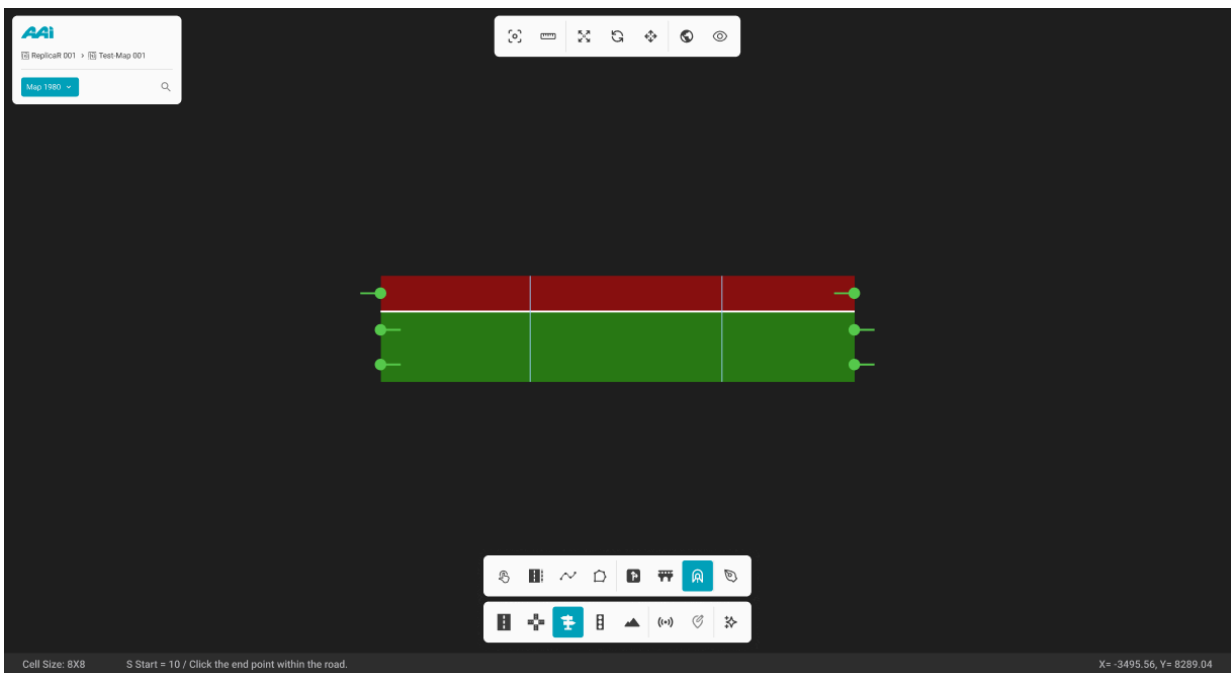 AAi
ReplicaR 001 › Test-Map 001
Map 1980
Cell Size: 8X8
S Start = 10 / Click the end point within the road.
X= -3495.56, Y= 8289.04